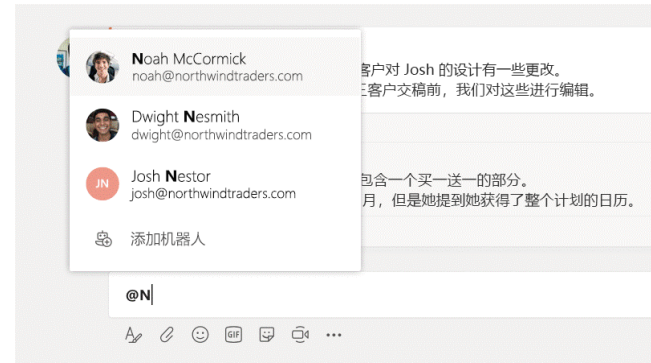 Noah McCormick
noah@northwindtraders.com
Dwight Nesmith
dwight@northwindtraders.com
JN
Josh Nestor
josh@northwindtraders.com
添加机器人
客户对 Josh 的设计有一些更改。
客户交稿前，我们对这些进行编辑。
包含一个买一送一的部分。
月，但是她提到她获得了整个计划的日历。
@N
GIF